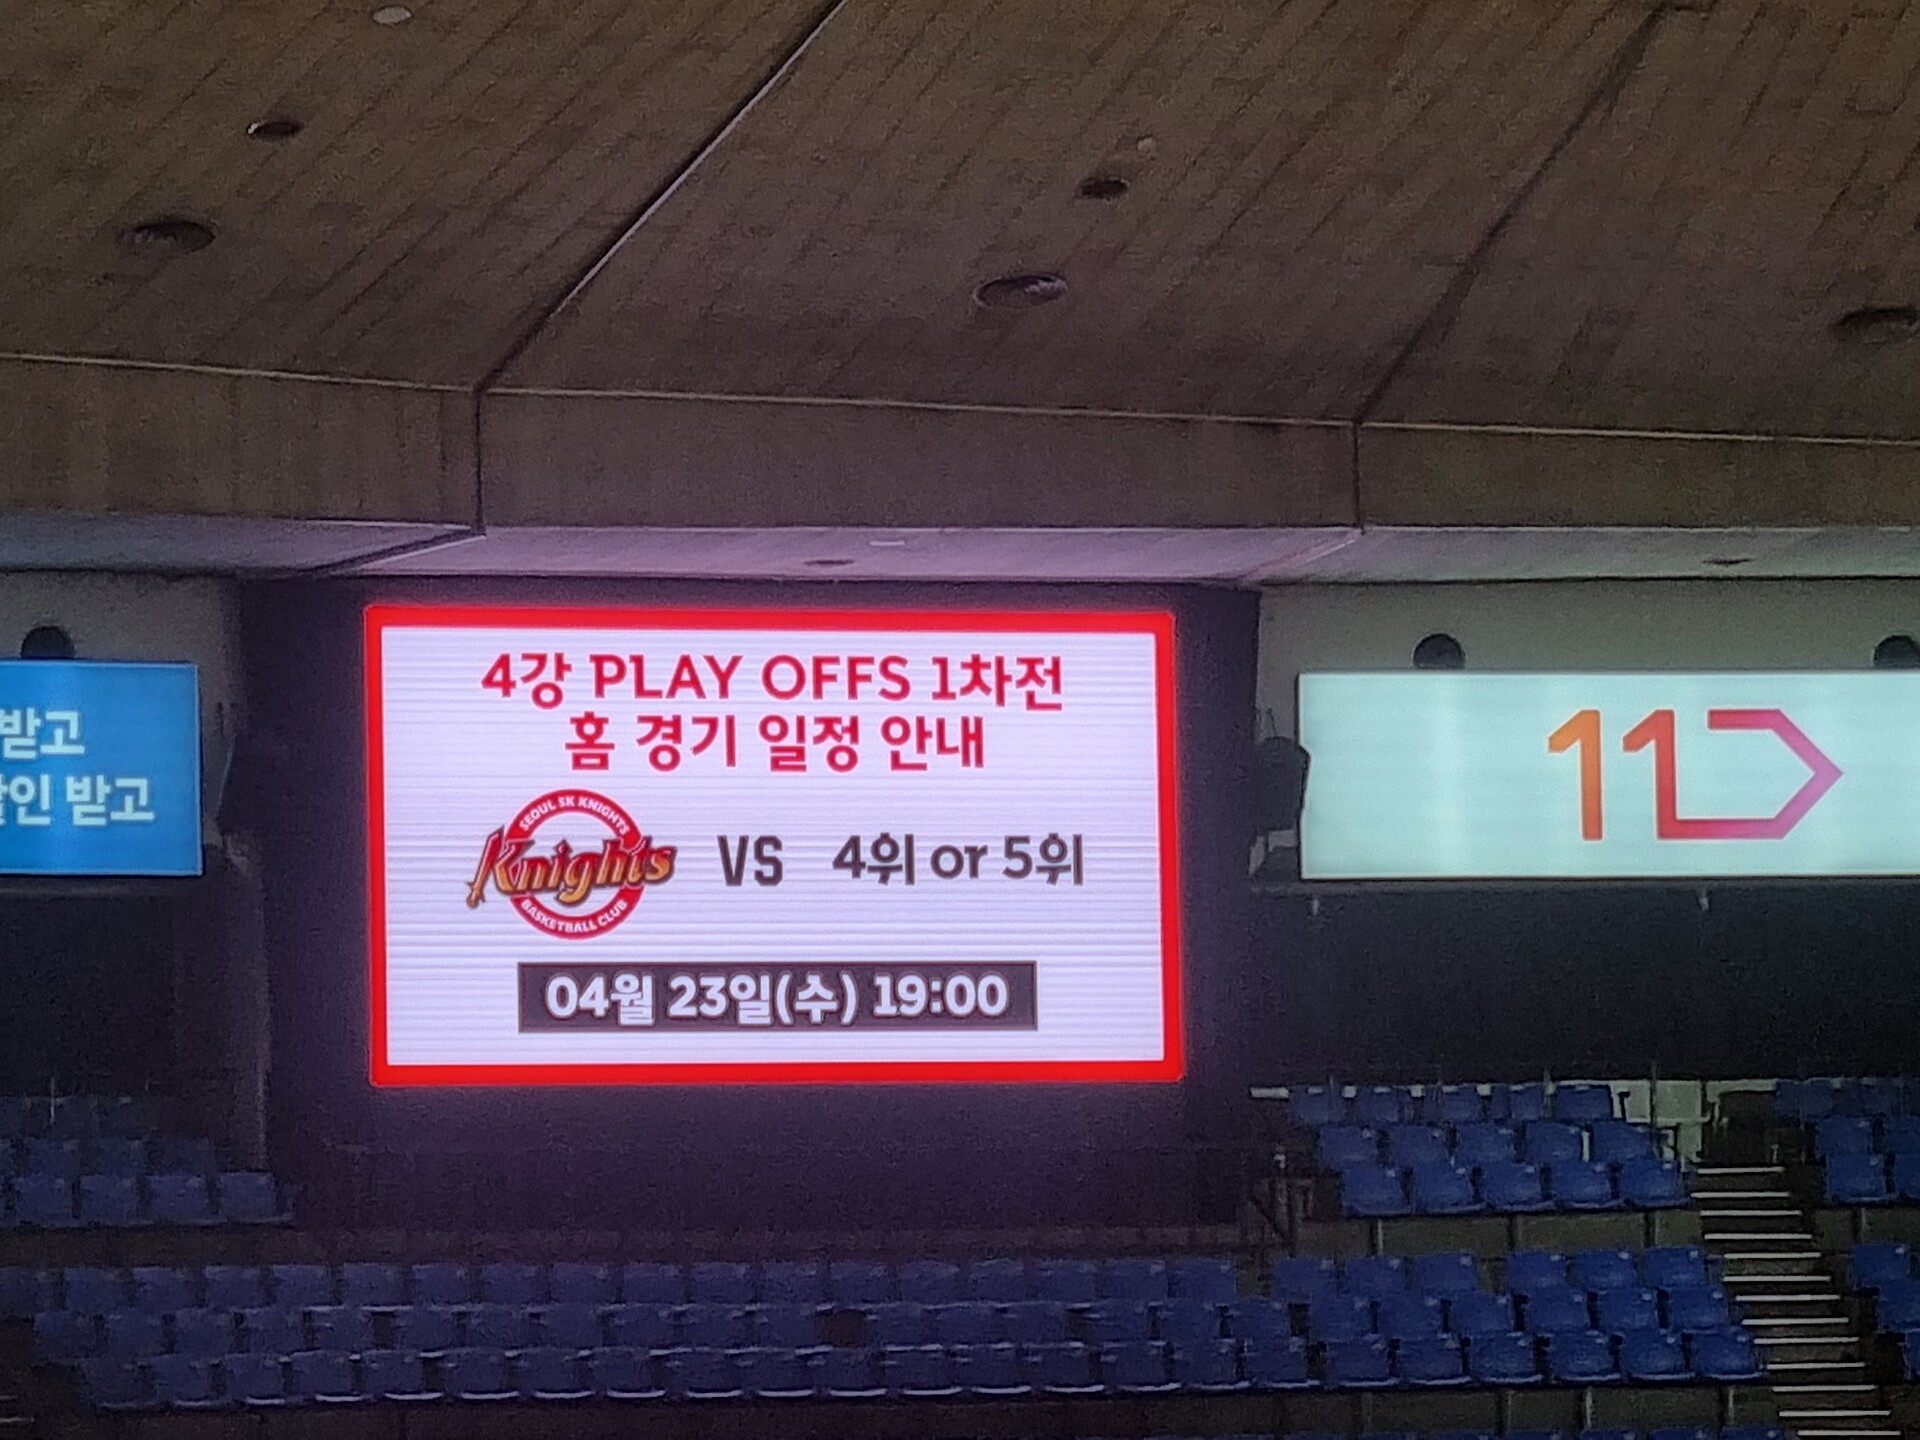 4강 PLAY OFFS 1차전
홈 경기 일정 안내
SEOUL SK KNIGHTS
Knights
BASKETBALL CLUB
VS 4위 or 5위
04월 23일(수) 19:00
받고
할인 받고
11